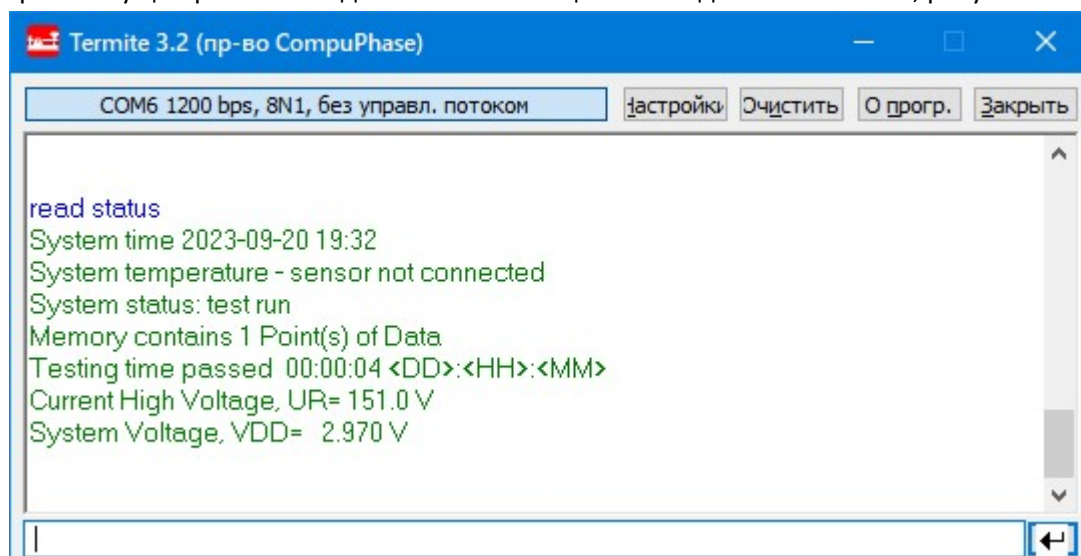 Termite 3.2 (пр-во CompuPhase)
COM6 1200 bps, 8N1, без управл. потоком Настройки Очистить О прогр. Закрыть
read status
System time 2023-09-20 19:32
System temperature - sensor not connected
System status: test run
Memory contains 1 Point(s) of Data
Testing time passed 00:00:04 <DD>:<HH>:<MM>
Current High Voltage, UR= 151.0 V
System Voltage, VDD= 2.970 V